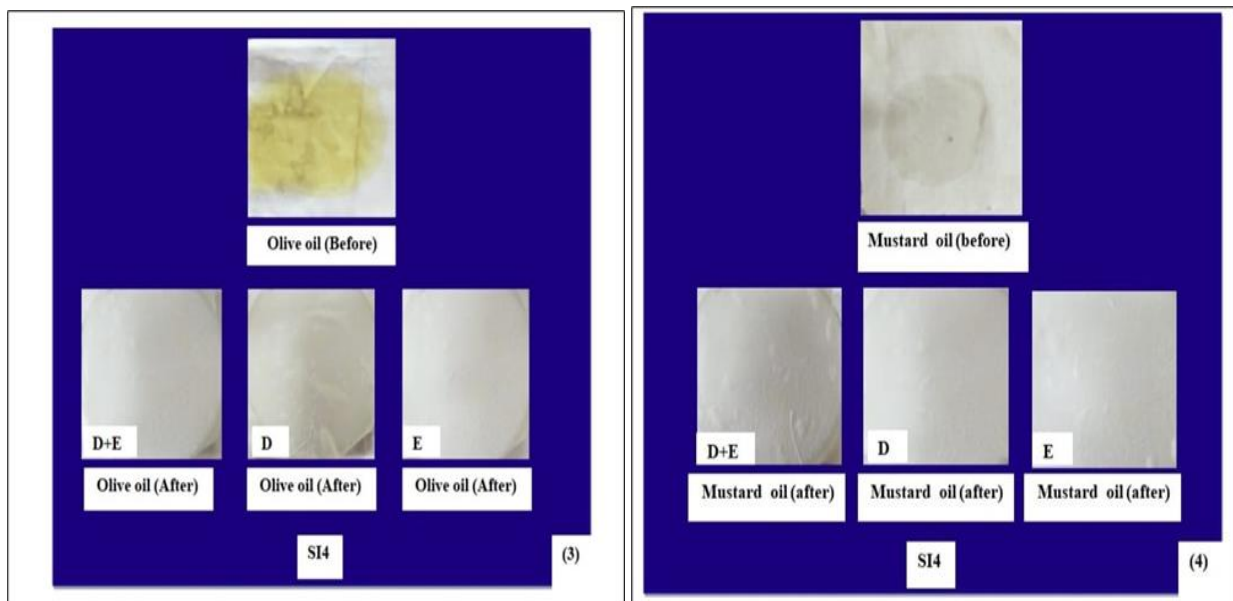 Olive oil (Before)
D+E
D
E
Olive oil (After)
Olive oil (After)
Olive oil (After)
SI4
(3)
Mustard oil (before)
D+E
D
E
Mustard oil (after)
Mustard oil (after)
Mustard oil (after)
SI4
(4)